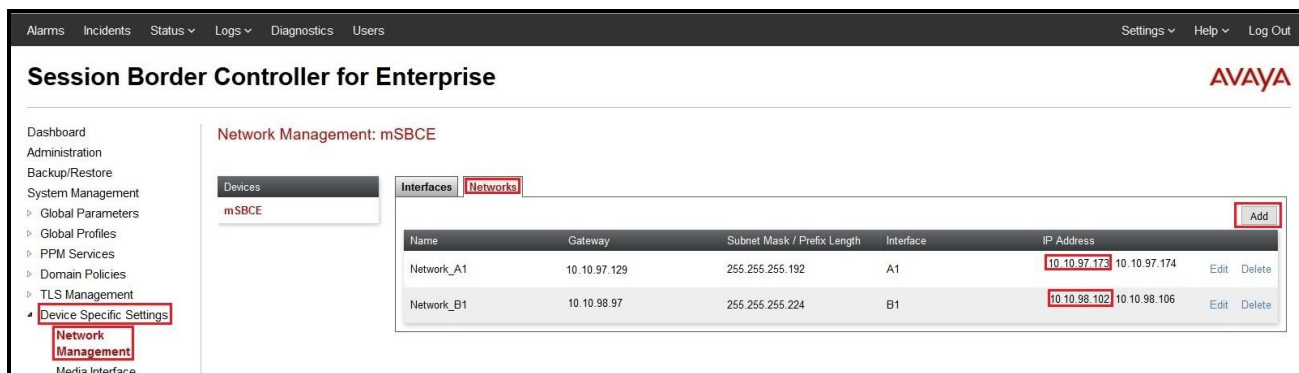 Alarms Incidents Status Logs Diagnostics Users Settings Help Log Out
Session Border Controller for Enterprise
AVAYA
Dashboard
Administration
Backup/Restore
System Management
Global Parameters
Global Profiles
PPM Services
Domain Policies
TLS Management
Device Specific Settings
Network
Management
Media Interface
Network Management: mSBCE
Devices
mSBCE
Interfaces Networks
Add
Name Gateway Subnet Mask / Prefix Length Interface IP Address
Network_A1 10.10.97.129 255.255.255.192 A1 10.10.97.173, 10.10.97.174 Edit Delete
Network_B1 10.10.98.97 255.255.255.224 B1 10.10.98.102, 10.10.98.106 Edit Delete